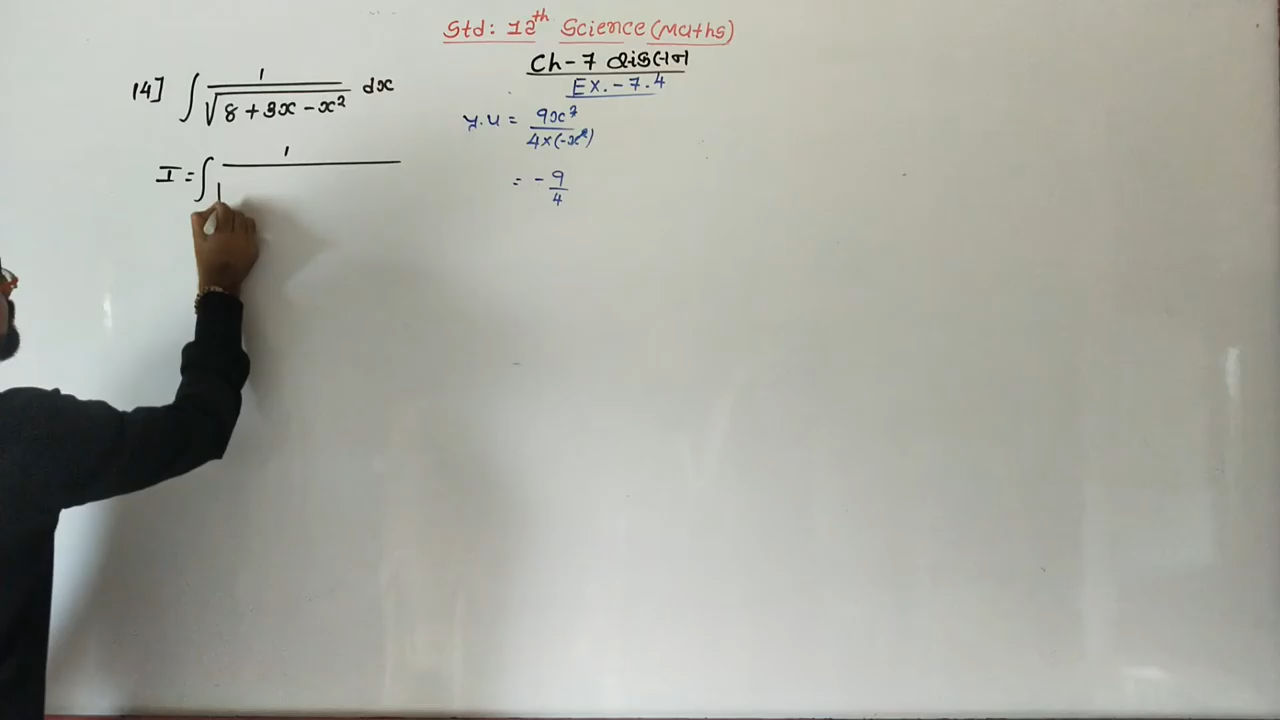 Std: 12th Science (Maths)
Ch-7 વિકલન
EX.-7.4
14] ∫ 1/√(8+3x-x²) dx
y.u = 9x²/4×(-x²)
= -9/4
I = ∫ 1/